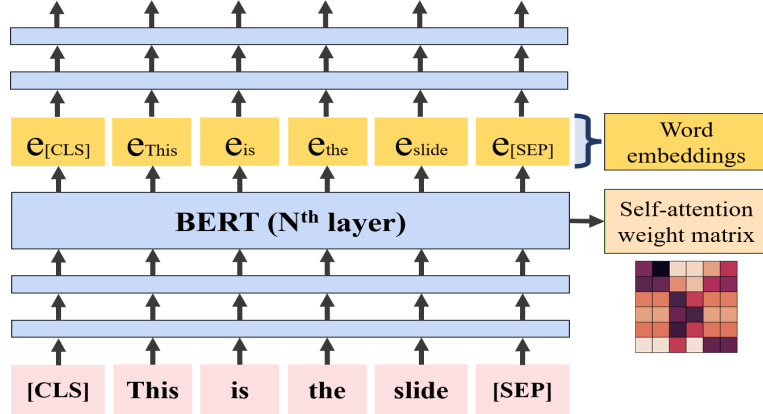 e[CLS] eThis eis ethe eslide e[SEP]
Word
embeddings
BERT (Nth layer)
Self-attention
weight matrix
[CLS] This is the slide [SEP]